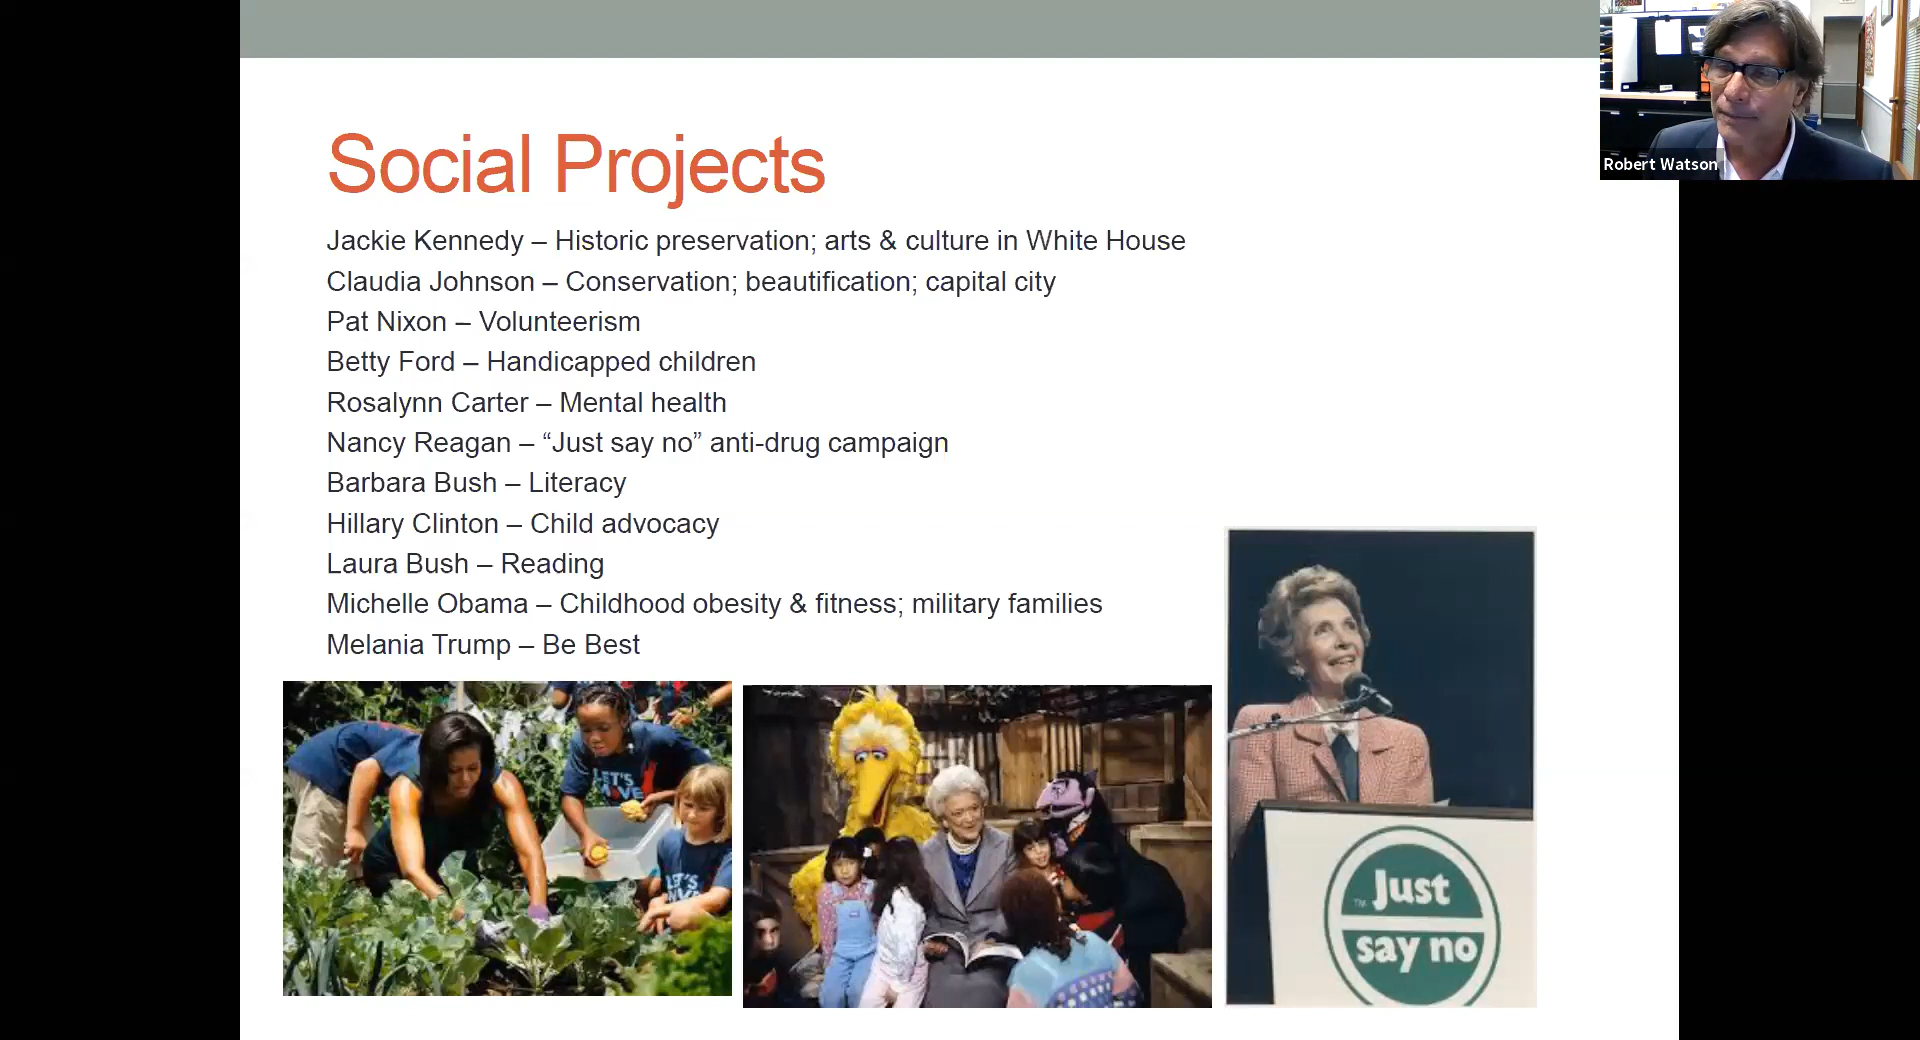 Social Projects
Jackie Kennedy – Historic preservation; arts & culture in White House
Claudia Johnson – Conservation; beautification; capital city
Pat Nixon – Volunteerism
Betty Ford – Handicapped children
Rosalynn Carter – Mental health
Nancy Reagan – “Just say no” anti-drug campaign
Barbara Bush – Literacy
Hillary Clinton – Child advocacy
Laura Bush – Reading
Michelle Obama – Childhood obesity & fitness; military families
Melania Trump – Be Best
Robert Watson
LET'S
MOVE
LET'S
MOVE
Just
TM
say no